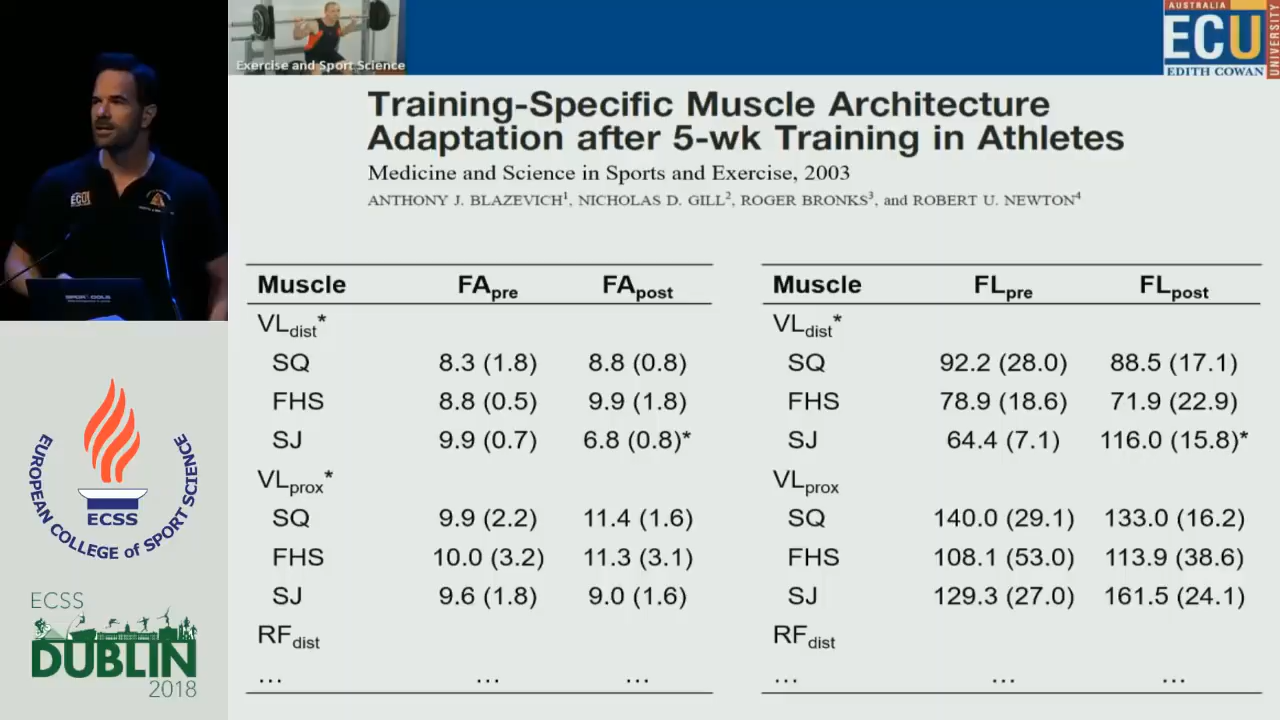 Exercise and Sport Science
AUSTRALIA
ECU
EDITH COWAN
UNIVERSITY
Training-Specific Muscle Architecture
Adaptation after 5-wk Training in Athletes
Medicine and Science in Sports and Exercise, 2003
ANTHONY J. BLAZEVICH1, NICHOLAS D. GILL2, ROGER BRONKS3, and ROBERT U. NEWTON4
Muscle FApre FApost
VLdist*
SQ 8.3 (1.8) 8.8 (0.8)
FHS 8.8 (0.5) 9.9 (1.8)
SJ 9.9 (0.7) 6.8 (0.8)*
VLprox*
SQ 9.9 (2.2) 11.4 (1.6)
FHS 10.0 (3.2) 11.3 (3.1)
SJ 9.6 (1.8) 9.0 (1.6)
RFdist
... ... ...
Muscle FLpre FLpost
VLdist*
SQ 92.2 (28.0) 88.5 (17.1)
FHS 78.9 (18.6) 71.9 (22.9)
SJ 64.4 (7.1) 116.0 (15.8)*
VLprox
SQ 140.0 (29.1) 133.0 (16.2)
FHS 108.1 (53.0) 113.9 (38.6)
SJ 129.3 (27.0) 161.5 (24.1)
RFdist
... ... ...
ECU
EUROPEAN COLLEGE of SPORT SCIENCE
ECSS
ECSS
DUBLIN
2018